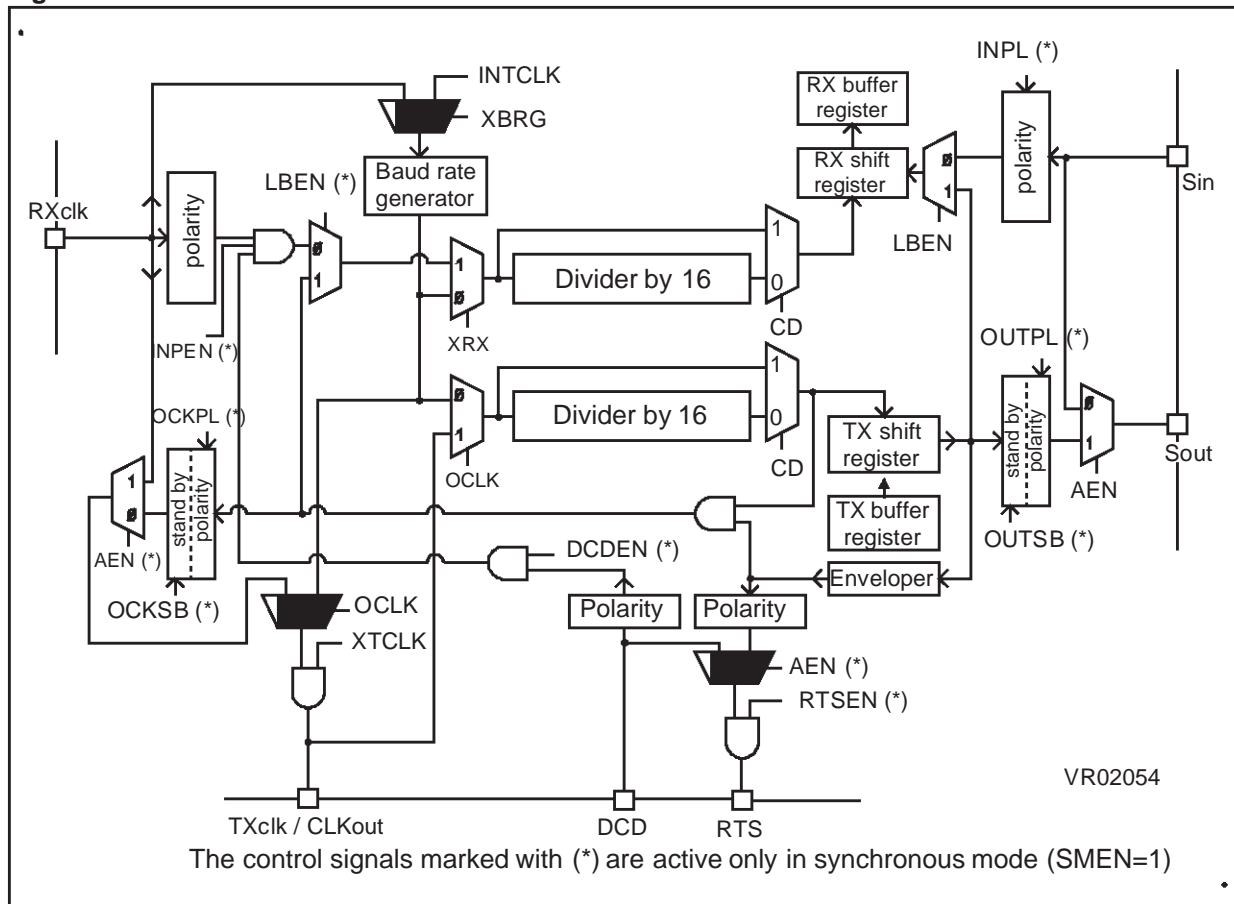 INTCLK
XBRG
Baud rate
generator
LBEN (*)
RXclk
polarity
INPEN (*)
0
1
1
0
XRX
Divider by 16
1
0
CD
RX buffer
register
RX shift
register
0
1
LBEN
INPL (*)
polarity
Sin
OCKPL (*)
1
0
AEN (*)
stand by
polarity
OCKSB (*)
0
1
OCLK
Divider by 16
1
0
CD
TX shift
register
TX buffer
register
OUTPL (*)
stand by
polarity
OUTSB (*)
0
1
AEN
Sout
DCDEN (*)
Enveloper
OCLK
XTCLK
Polarity
Polarity
AEN (*)
RTSEN (*)
VR02054
TXclk / CLKout
DCD
RTS
The control signals marked with (*) are active only in synchronous mode (SMEN=1)